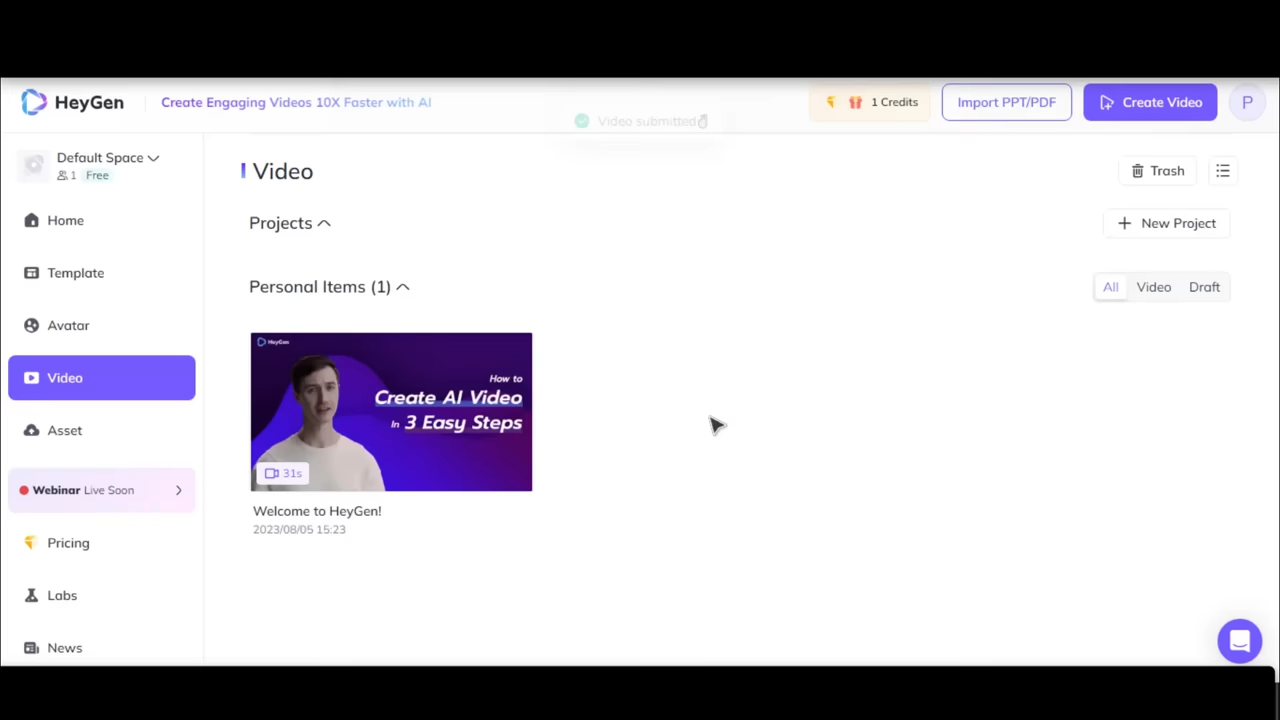 HeyGen
Create Engaging Videos 10X Faster with AI
1 Credits
Import PPT/PDF
Create Video
P
Video submitted✌
Default Space
1 Free
Video
Trash
Home
Projects
New Project
Template
Personal Items (1)
All Video Draft
Avatar
HeyGen
How to
Create AI Video
In 3 Easy Steps
31s
Video
Asset
Webinar Live Soon
Welcome to HeyGen!
2023/08/05 15:23
Pricing
Labs
News